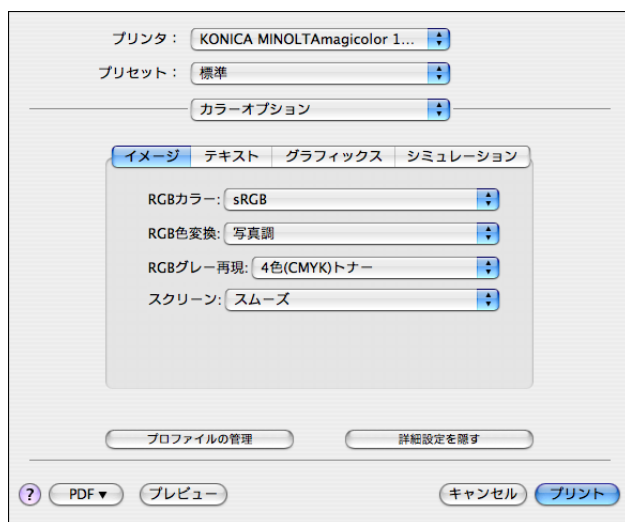 プリンタ： KONICA MINOLTAmagicolor 1...
プリセット： 標準
カラーオプション
イメージ テキスト グラフィックス シミュレーション
RGBカラー: sRGB
RGB色変換: 写真調
RGBグレー再現: 4色(CMYK)トナー
スクリーン: スムーズ
プロファイルの管理 詳細設定を隠す
? PDF▼ プレビュー キャンセル プリント